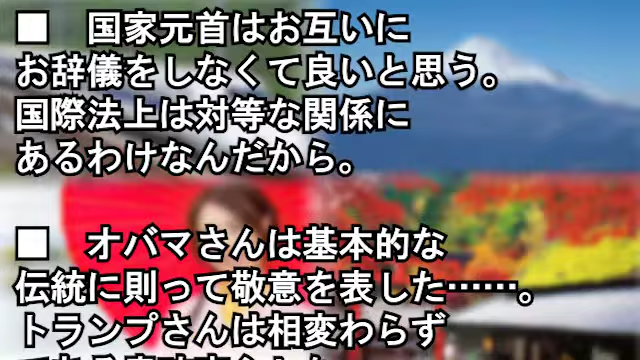 ■　国家元首はお互いに
お辞儀をしなくて良いと思う。
国際法上は対等な関係に
あるわけなんだから。
■　オバマさんは基本的な
伝統に則って敬意を表した……。
トランプさんは相変わらず